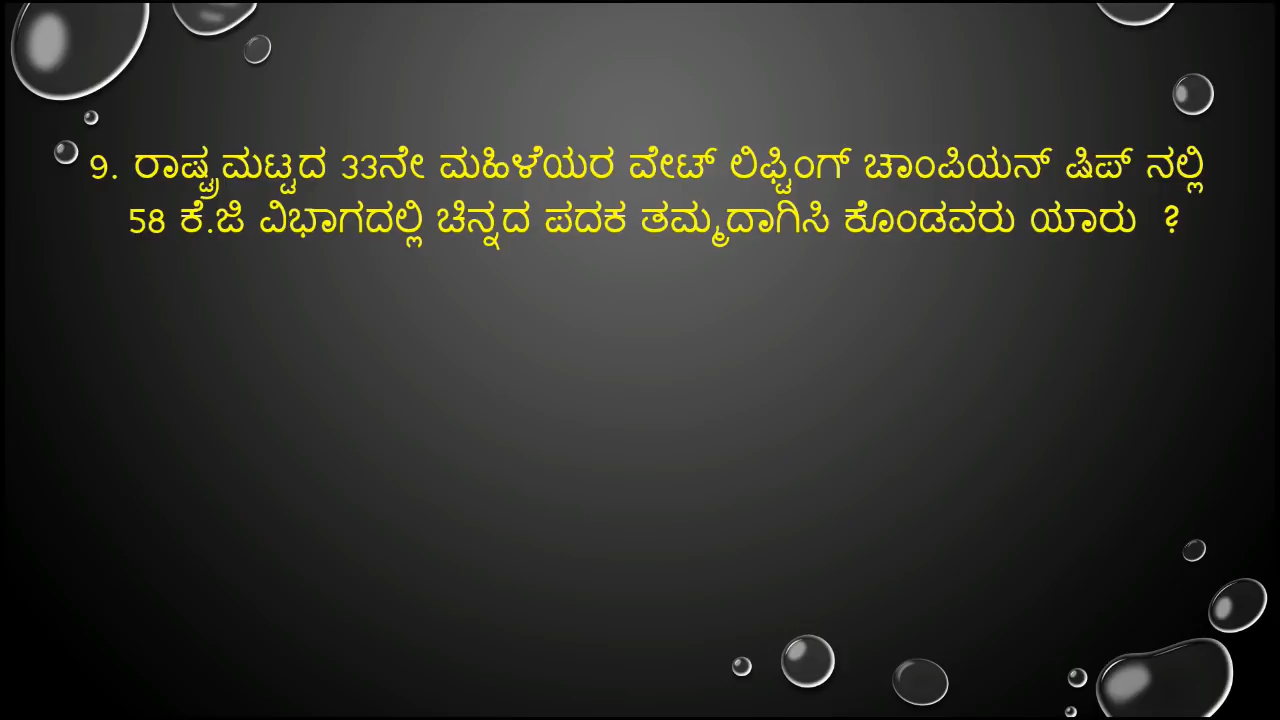 9. ರಾಷ್ಟ್ರಮಟ್ಟದ 33ನೇ ಮಹಿಳೆಯರ ವೇಟ್ ಲಿಫ್ಟಿಂಗ್ ಚಾಂಪಿಯನ್ ಷಿಪ್ ನಲ್ಲಿ
58 ಕೆ.ಜಿ ವಿಭಾಗದಲ್ಲಿ ಚಿನ್ನದ ಪದಕ ತಮ್ಮದಾಗಿಸಿ ಕೊಂಡವರು ಯಾರು ?